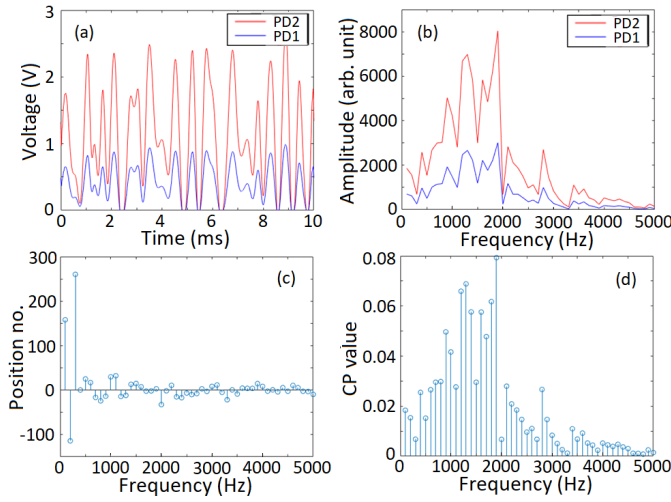 (a)
PD2
PD1
Voltage (V)
3
2
1
0
0 2 4 6 8 10
Time (ms)
(b)
PD2
PD1
Amplitude (arb. unit)
8000
6000
4000
2000
0
0 1000 2000 3000 4000 5000
Frequency (Hz)
(c)
Position no.
300
200
100
0
-100
0 1000 2000 3000 4000 5000
Frequency (Hz)
(d)
CP value
0.08
0.06
0.04
0.02
0
0 1000 2000 3000 4000 5000
Frequency (Hz)